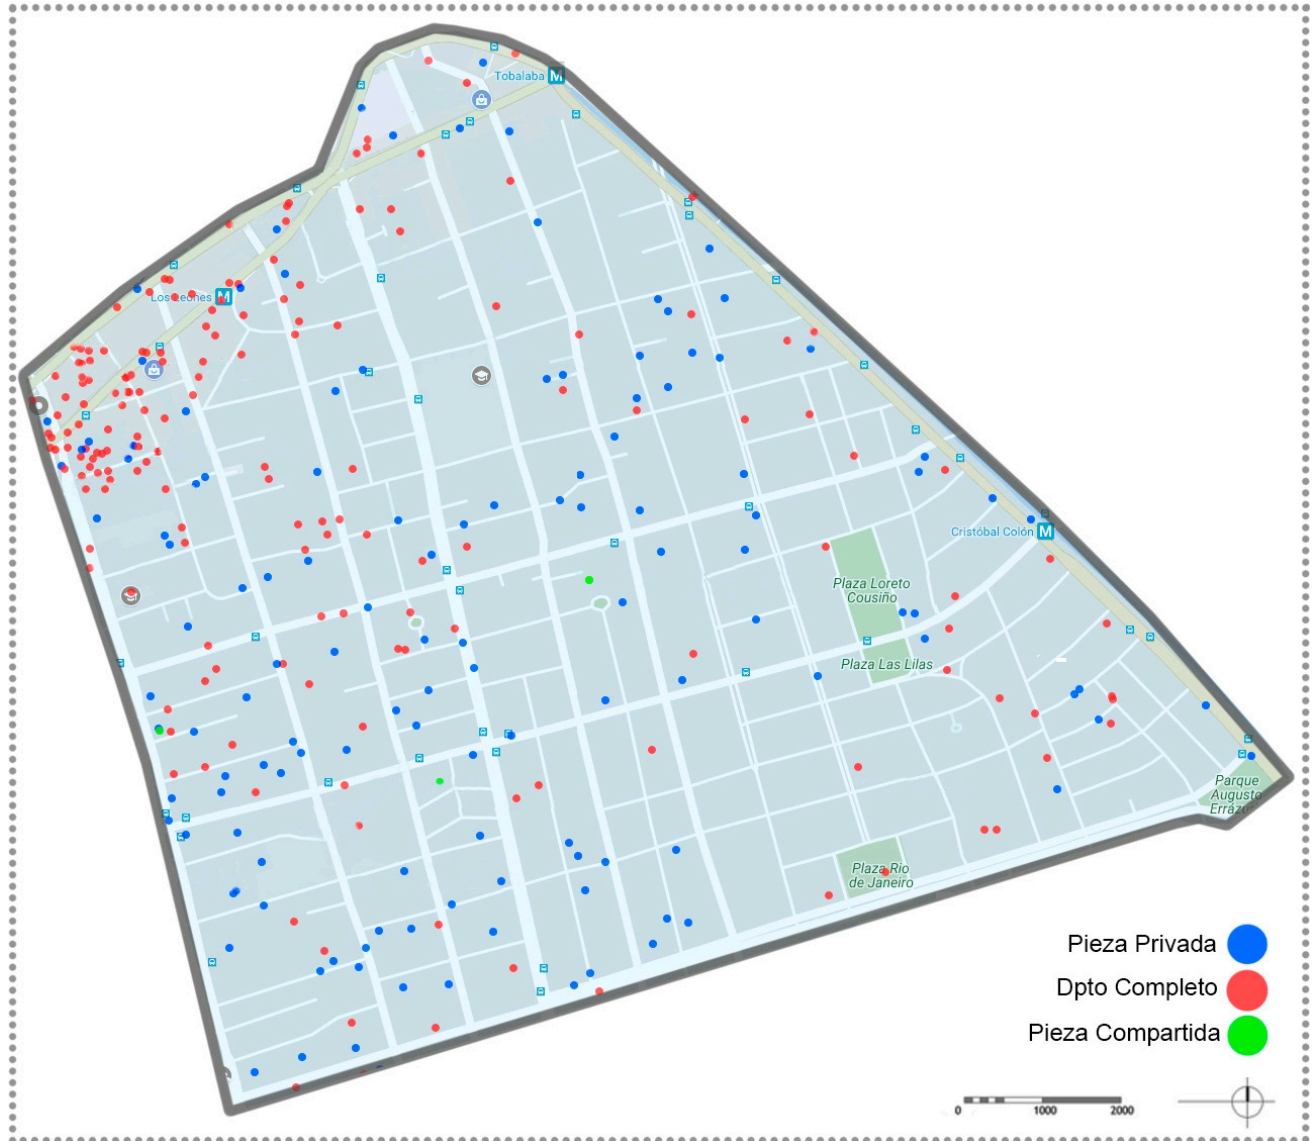 Tobalaba M
Los Leones M
Cristóbal Colón M
Plaza Loreto
Cousiño
Plaza Las Lilas
Parque
Augusto
Errázu
Plaza Rio
de Janeiro
Pieza Privada
Dpto Completo
Pieza Compartida
0 1000 2000